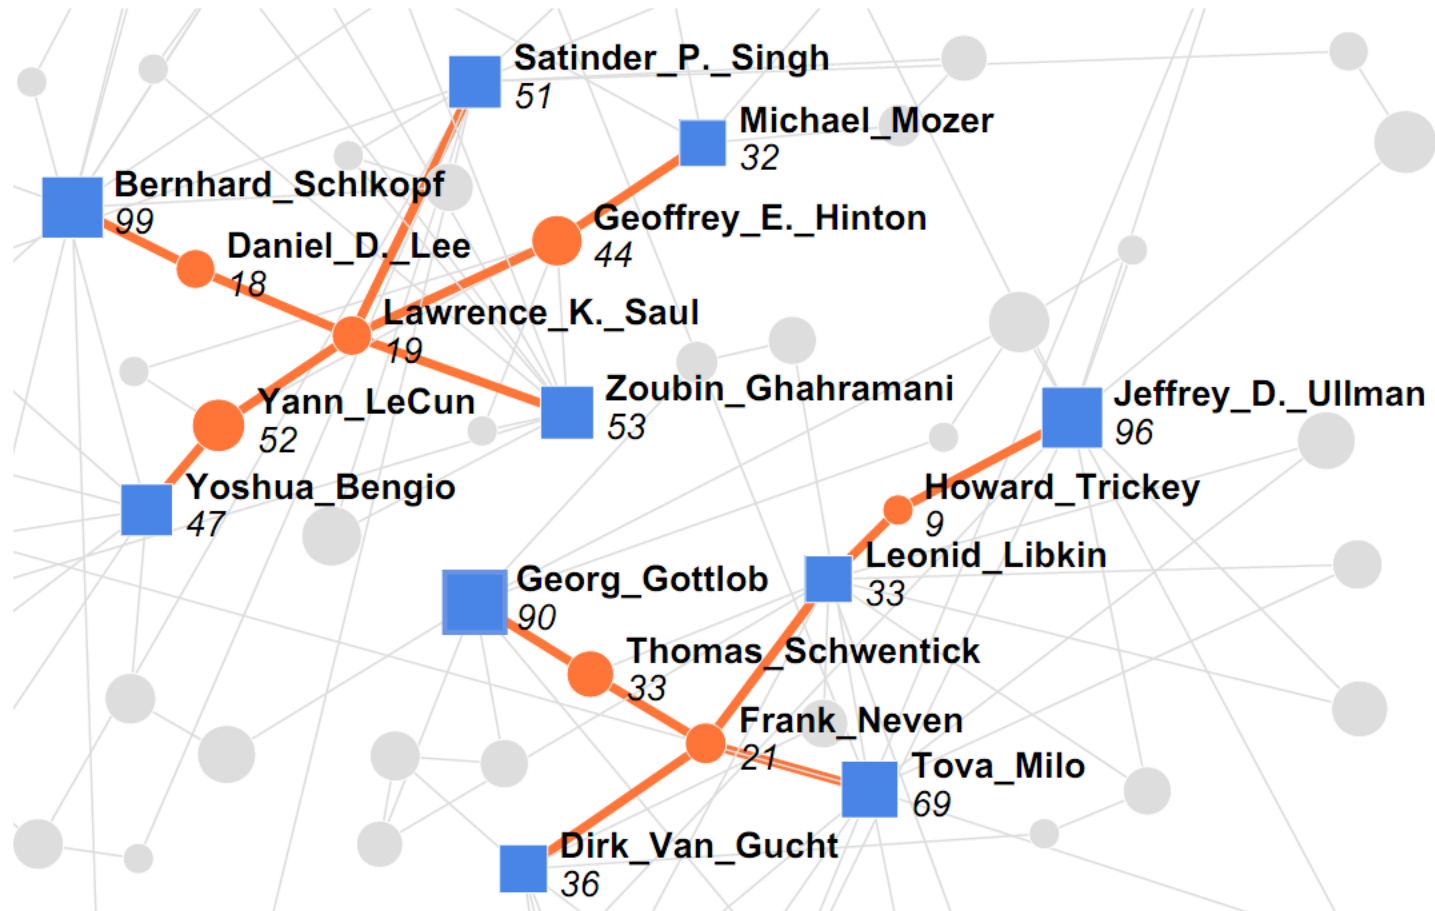 Satinder_P._Singh
51
Michael_Mozer
32
Bernhard_Schlkopf
99
Geoffrey_E._Hinton
44
Daniel_D._Lee
18
Lawrence_K._Saul
19
Zoubin_Ghahramani
53
Yann_LeCun
52
Jeffrey_D._Ullman
96
Yoshua_Bengio
47
Howard_Trickey
9
Leonid_Libkin
33
Georg_Gottlob
90
Thomas_Schwentick
33
Frank_Neven
21
Tova_Milo
69
Dirk_Van_Gucht
36